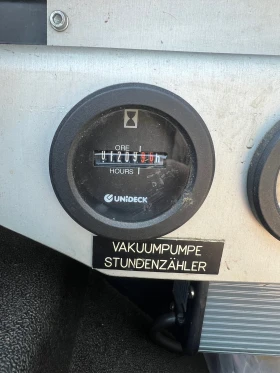 ORE
HOURS
UNIDECK
VAKUUMPUMPE
STUNDENZÄHLER